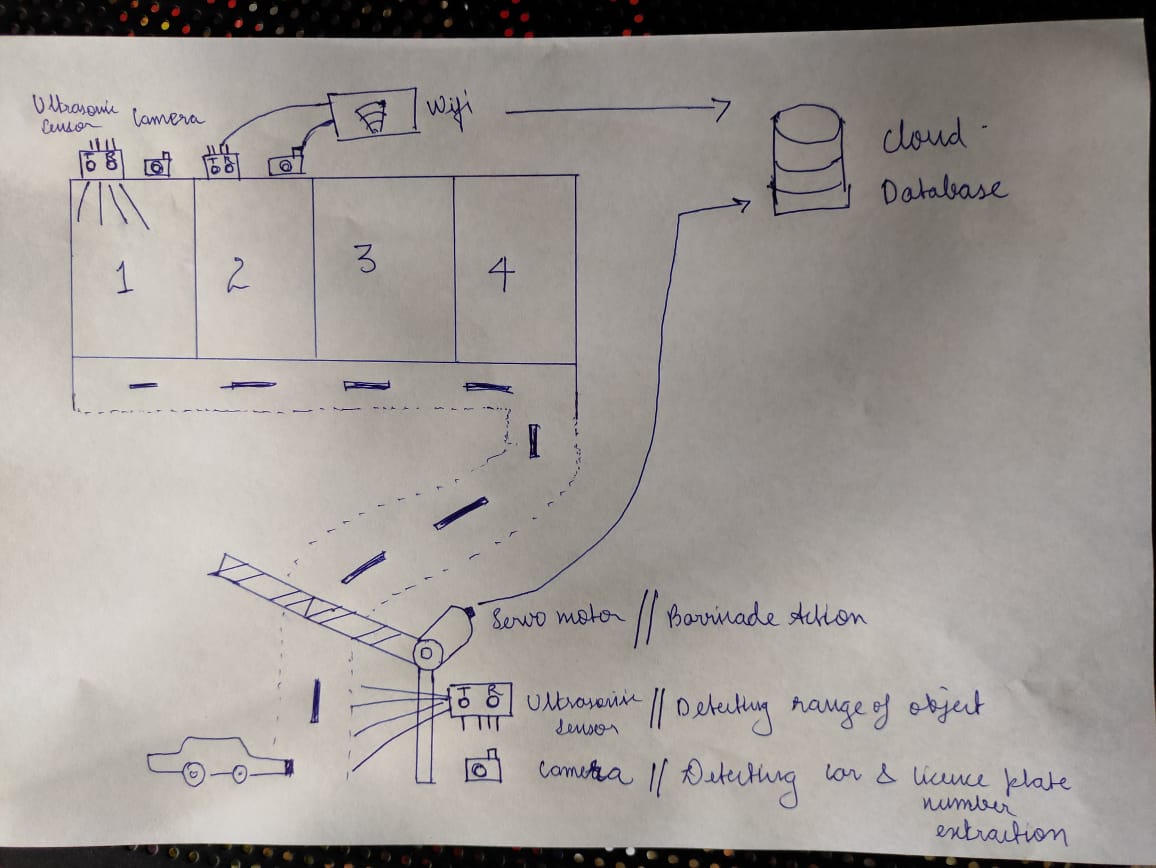 Ultrasonic Camera
Sensor
Wifi
T R
T R
Cloud
Database
1 2 3 4
Servo motor // Barricade Action
T R
Ultrasonic // Detecting range of object
Sensor
Camera // Detecting car & licence plate
number
extraction